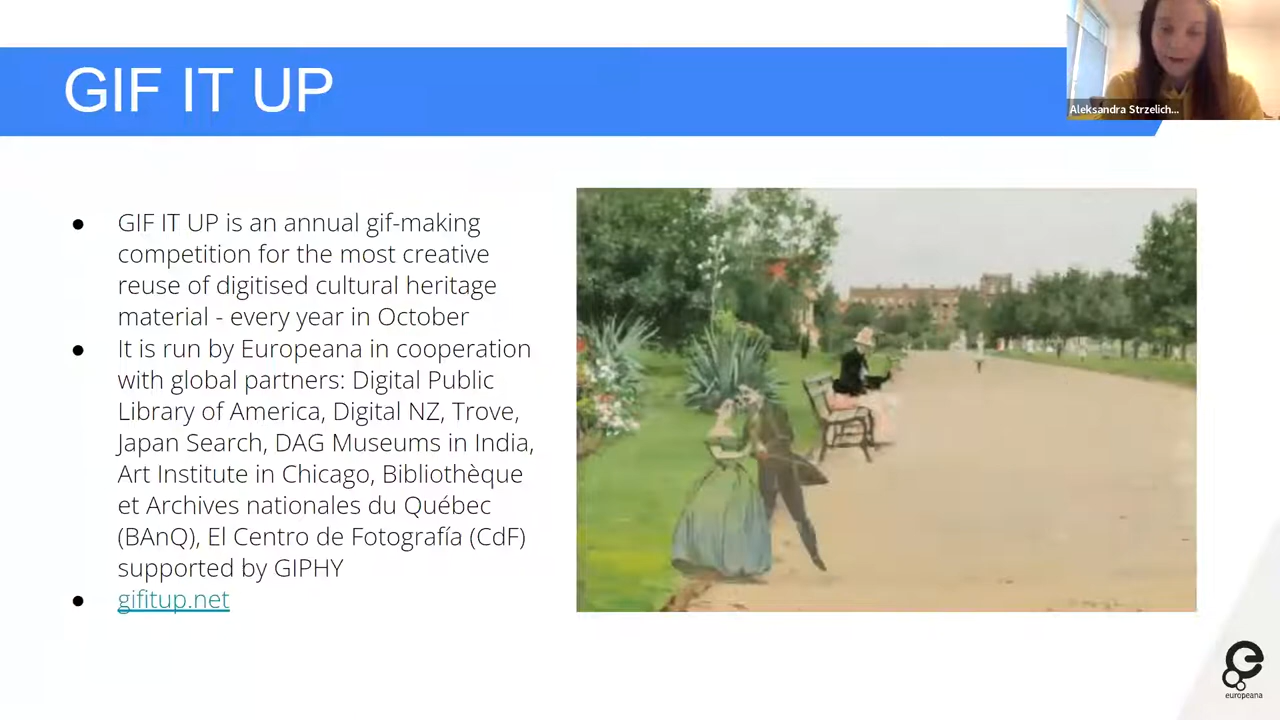 GIF IT UP
Aleksandra Strzelich...
● GIF IT UP is an annual gif-making
competition for the most creative
reuse of digitised cultural heritage
material - every year in October
● It is run by Europeana in cooperation
with global partners: Digital Public
Library of America, Digital NZ, Trove,
Japan Search, DAG Museums in India,
Art Institute in Chicago, Bibliothèque
et Archives nationales du Québec
(BAnQ), El Centro de Fotografía (CdF)
supported by GIPHY
● gifitup.net
europeana